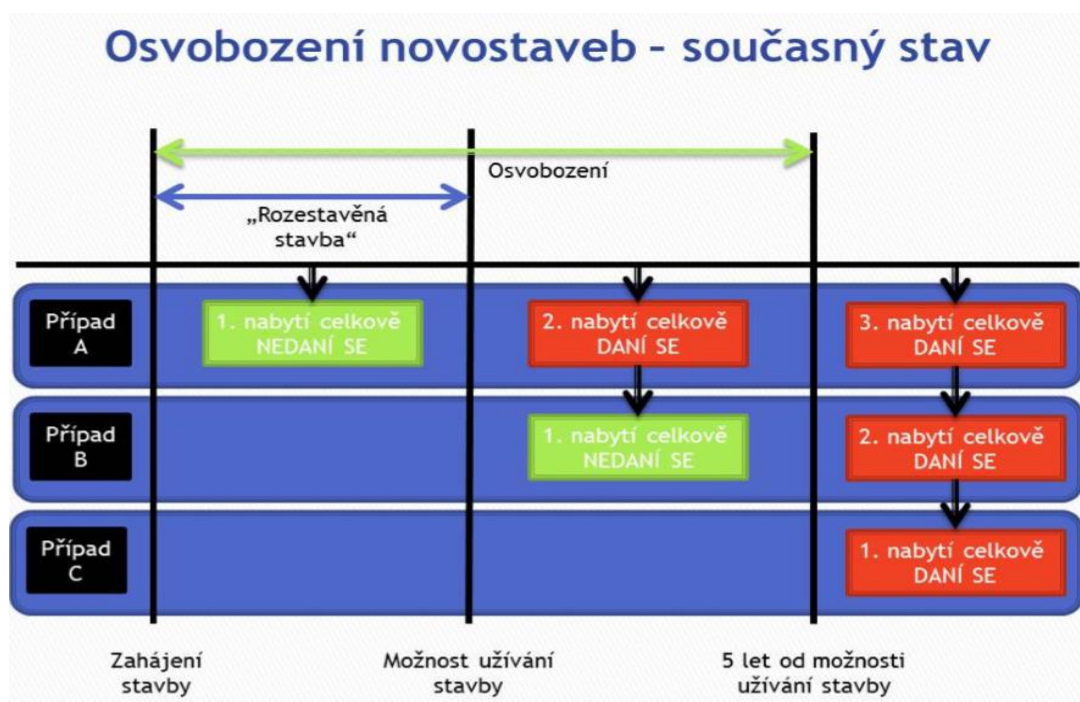 Osvobození novostaveb - současný stav
Osvobození
„Rozestavěná
stavba“
Případ
A
1. nabytí celkově
NEDANÍ SE
2. nabytí celkově
DANÍ SE
3. nabytí celkově
DANÍ SE
Případ
B
1. nabytí celkově
NEDANÍ SE
2. nabytí celkově
DANÍ SE
Případ
C
1. nabytí celkově
DANÍ SE
Zahájení
stavby
Možnost užívání
stavby
5 let od možnosti
užívání stavby